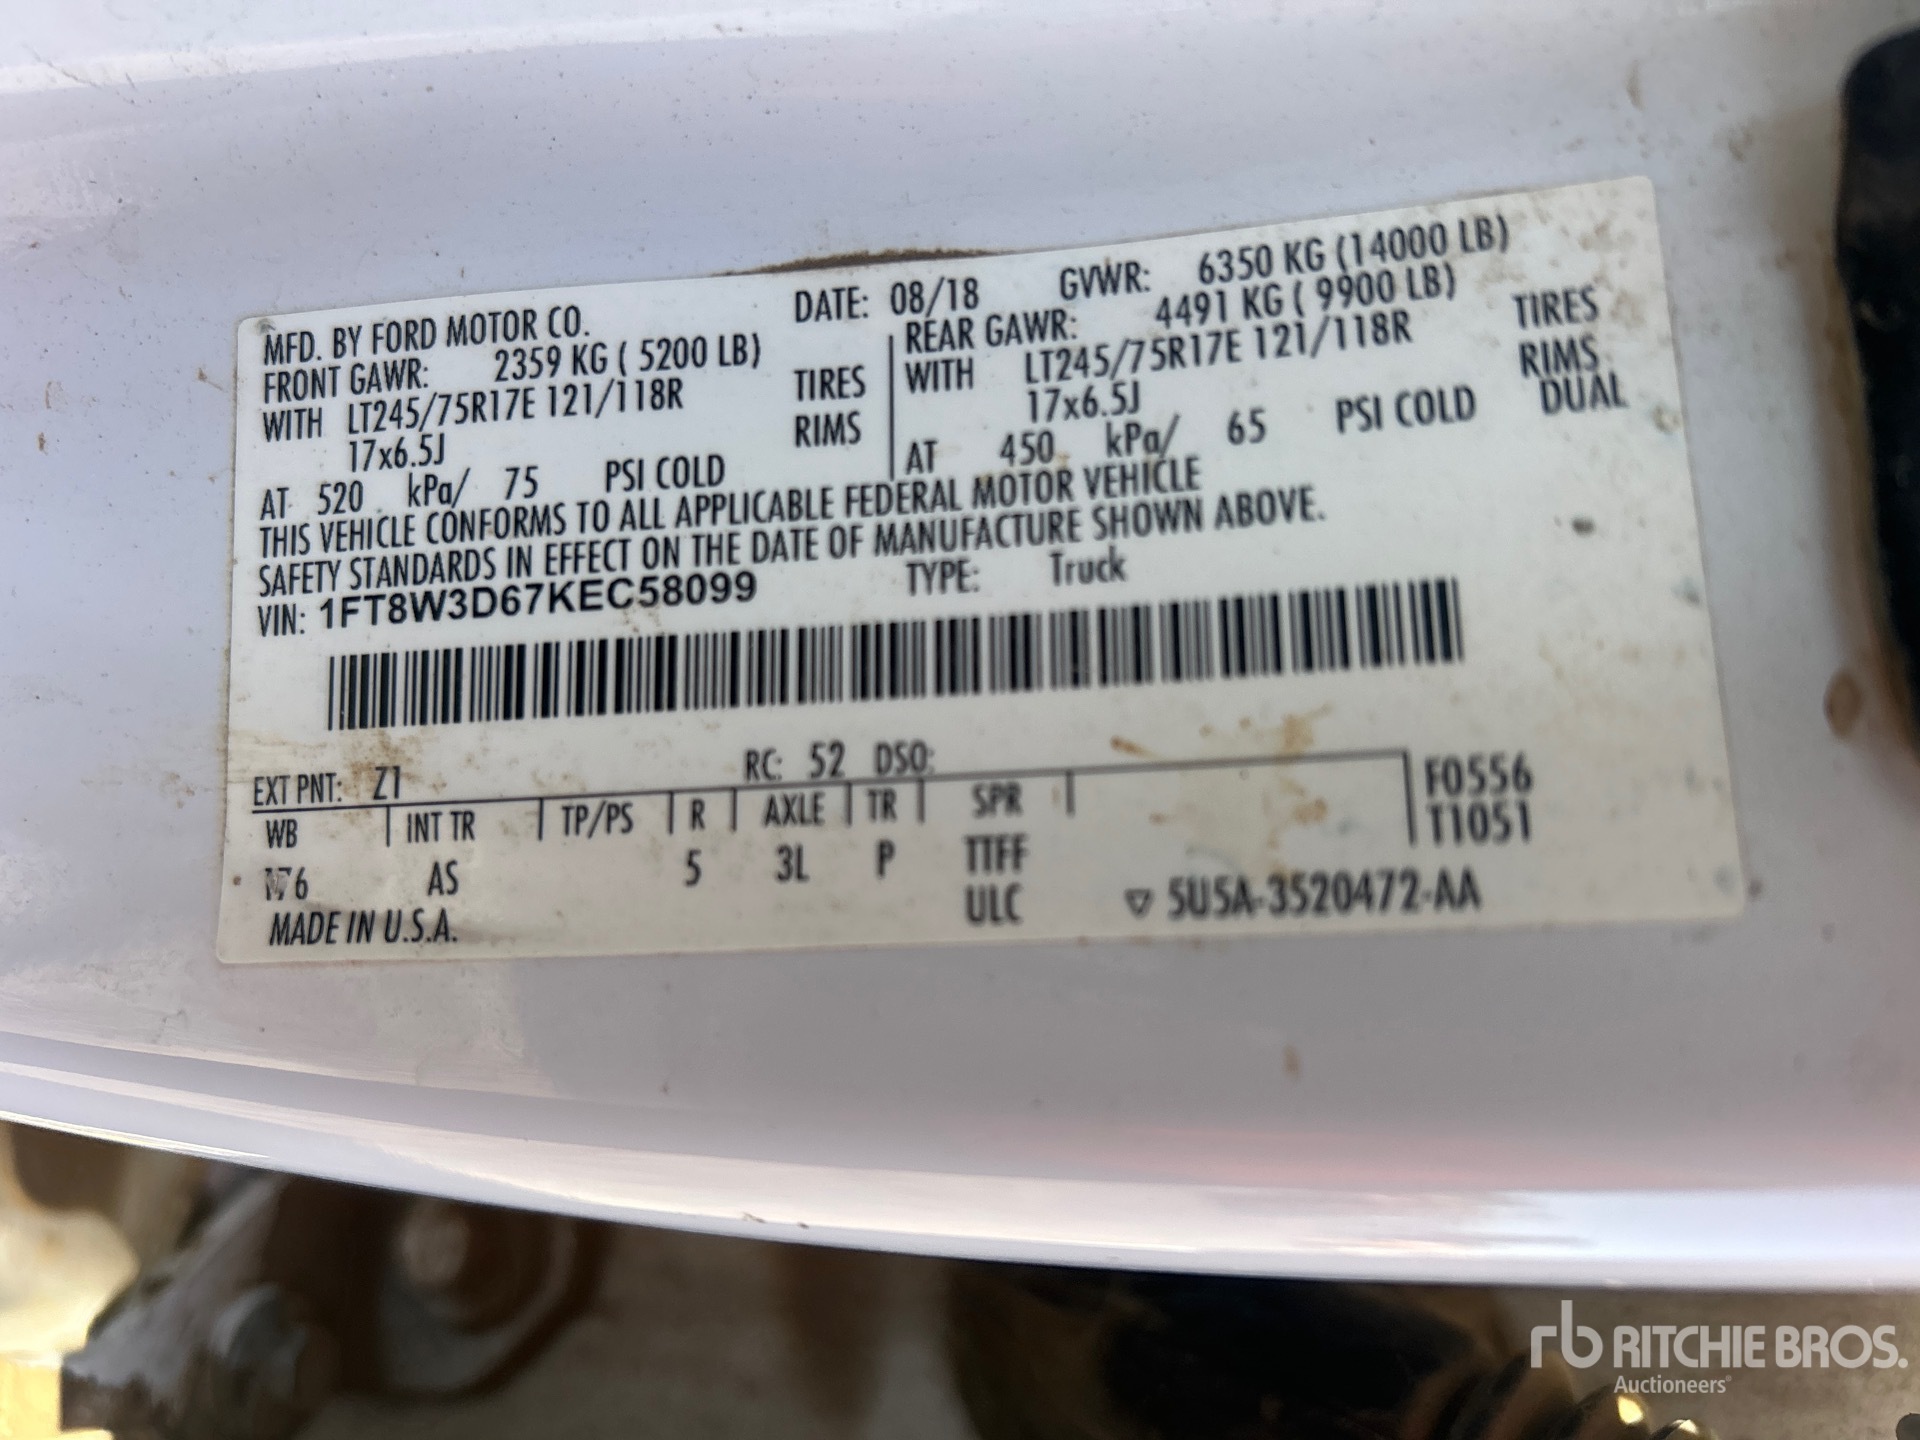 MFD. BY FORD MOTOR CO. DATE: 08/18 GVWR: 6350 KG (14000 LB)
FRONT GAWR: 2359 KG ( 5200 LB) REAR GAWR: 4491 KG ( 9900 LB)
WITH LT245/75R17E 121/118R TIRES WITH LT245/75R17E 121/118R TIRES
17x6.5J RIMS 17x6.5J RIMS
AT 520 kPa/ 75 PSI COLD AT 450 kPa/ 65 PSI COLD DUAL
THIS VEHICLE CONFORMS TO ALL APPLICABLE FEDERAL MOTOR VEHICLE
SAFETY STANDARDS IN EFFECT ON THE DATE OF MANUFACTURE SHOWN ABOVE.
VIN: 1FT8W3D67KEC58099 TYPE: Truck
EXT PNT: Z1 RC: 52 DSO: F0556
WB INT TR TP/PS R AXLE TR SPR T1051
AS 5 3L P TTFF
ULC ▽ 5U5A-3520472-AA
MADE IN U.S.A.
rb RITCHIE BROS.
Auctioneers